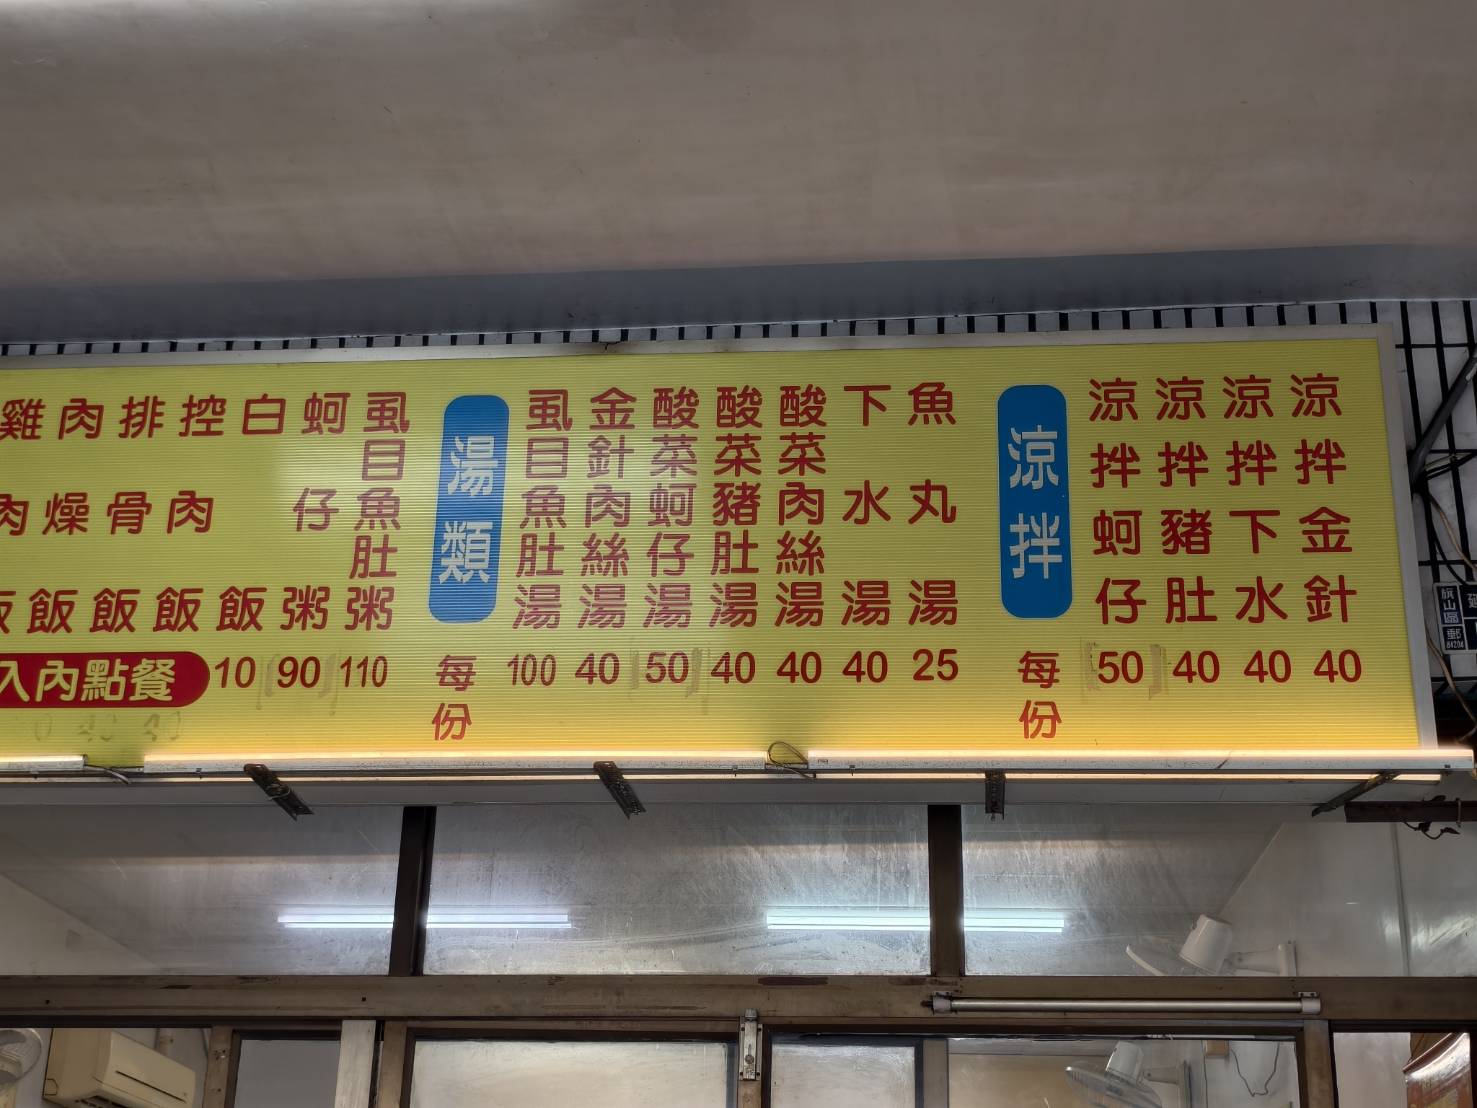 雞肉飯
肉燥飯
排骨飯
控肉飯
白飯 10
蚵仔粥 90
虱目魚肚粥 110
入內點餐
湯類
每份
虱目魚肚湯 100
金針肉絲湯 40
酸菜蚵仔湯 50
酸菜豬肚湯 40
酸菜肉絲湯 40
下水湯 40
魚丸湯 25
涼拌
每份
涼拌蚵仔 50
涼拌豬肚 40
涼拌下水 40
涼拌金針 40
旗山區